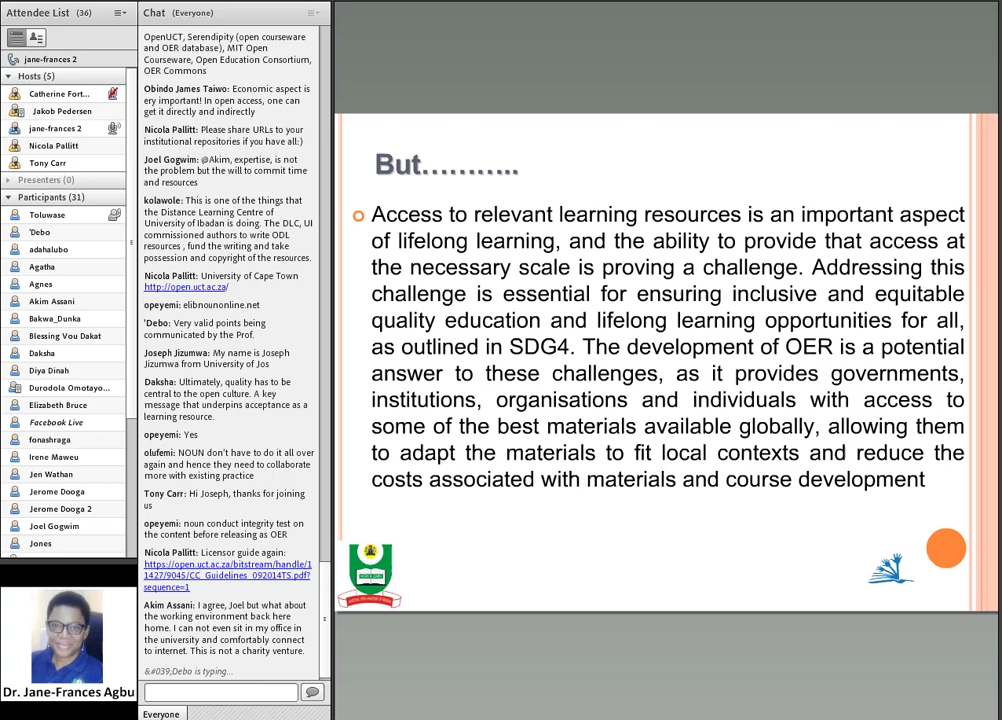 Attendee List (36)
jane-frances 2
Hosts (5)
Catherine Fort...
Jakob Pedersen
jane-frances 2
Nicola Pallitt
Tony Carr
Presenters (0)
Participants (31)
Toluwase
'Debo
adahalubo
Agatha
Agnes
Akim Assani
Bakwa_Dunka
Blessing Vou Dakat
Daksha
Diya Dinah
Durodola Omotayo...
Elizabeth Bruce
Facebook Live
fonashraga
Irene Maweu
Jen Wathan
Jerome Dooga
Jerome Dooga 2
Joel Gogwim
Jones
Dr. Jane-Frances Agbu
Chat (Everyone)
OpenUCT, Serendipity (open courseware
and OER database), MIT Open
Courseware, Open Education Consortium,
OER Commons
Obindo James Taiwo: Economic aspect is
ery important! In open access, one can
get it directly and indirectly
Nicola Pallitt: Please share URLs to your
institutional repositories if you have all:)
Joel Gogwim: @Akim, expertise, is not
the problem but the will to commit time
and resources
kolawole: This is one of the things that
the Distance Learning Centre of
University of Ibadan is doing. The DLC, UI
commissioned authors to write ODL
resources , fund the writing and take
possession and copyright of the resources.
Nicola Pallitt: University of Cape Town
http://open.uct.ac.za/
opeyemi: elibnounonline.net
'Debo: Very valid points being
communicated by the Prof.
Joseph Jizumwa: My name is Joseph
Jizumwa from University of Jos
Daksha: Ultimately, quality has to be
central to the open culture. A key
message that underpins acceptance as a
learning resource.
opeyemi: Yes
olufemi: NOUN don't have to do it all over
again and hence they need to collaborate
more with existing practice
Tony Carr: Hi Joseph, thanks for joining
us
opeyemi: noun conduct integrity test on
the content before releasing as OER
Nicola Pallitt: Licensor guide again:
https://open.uct.ac.za/bitstream/handle/1
1427/9045/CC_Guidelines_092014TS.pdf?
sequence=1
Akim Assani: I agree, Joel but what about
the working environment back here
home. I can not even sit in my office in
the university and comfortably connect
to internet. This is not a charity venture.
&#039;Debo is typing...
Everyone
But………..
Access to relevant learning resources is an important aspect
of lifelong learning, and the ability to provide that access at
the necessary scale is proving a challenge. Addressing this
challenge is essential for ensuring inclusive and equitable
quality education and lifelong learning opportunities for all,
as outlined in SDG4. The development of OER is a potential
answer to these challenges, as it provides governments,
institutions, organisations and individuals with access to
some of the best materials available globally, allowing them
to adapt the materials to fit local contexts and reduce the
costs associated with materials and course development